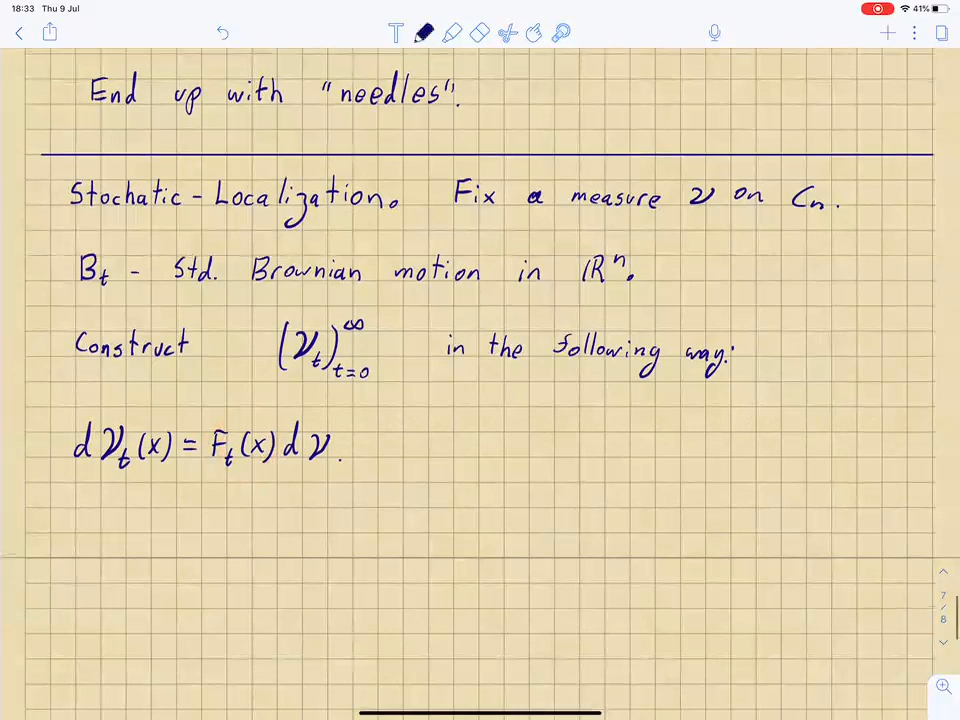 18:33 Thu 9 Jul
41%
End up with "needles".
Stochatic - Localization. Fix a measure ν on Cₙ.
Bₜ - Std. Brownian motion in ℝⁿ.
Construct (νₜ)_{t=0}^{∞} in the following way:
dνₜ(x) = Fₜ(x)dν.
7
/
8